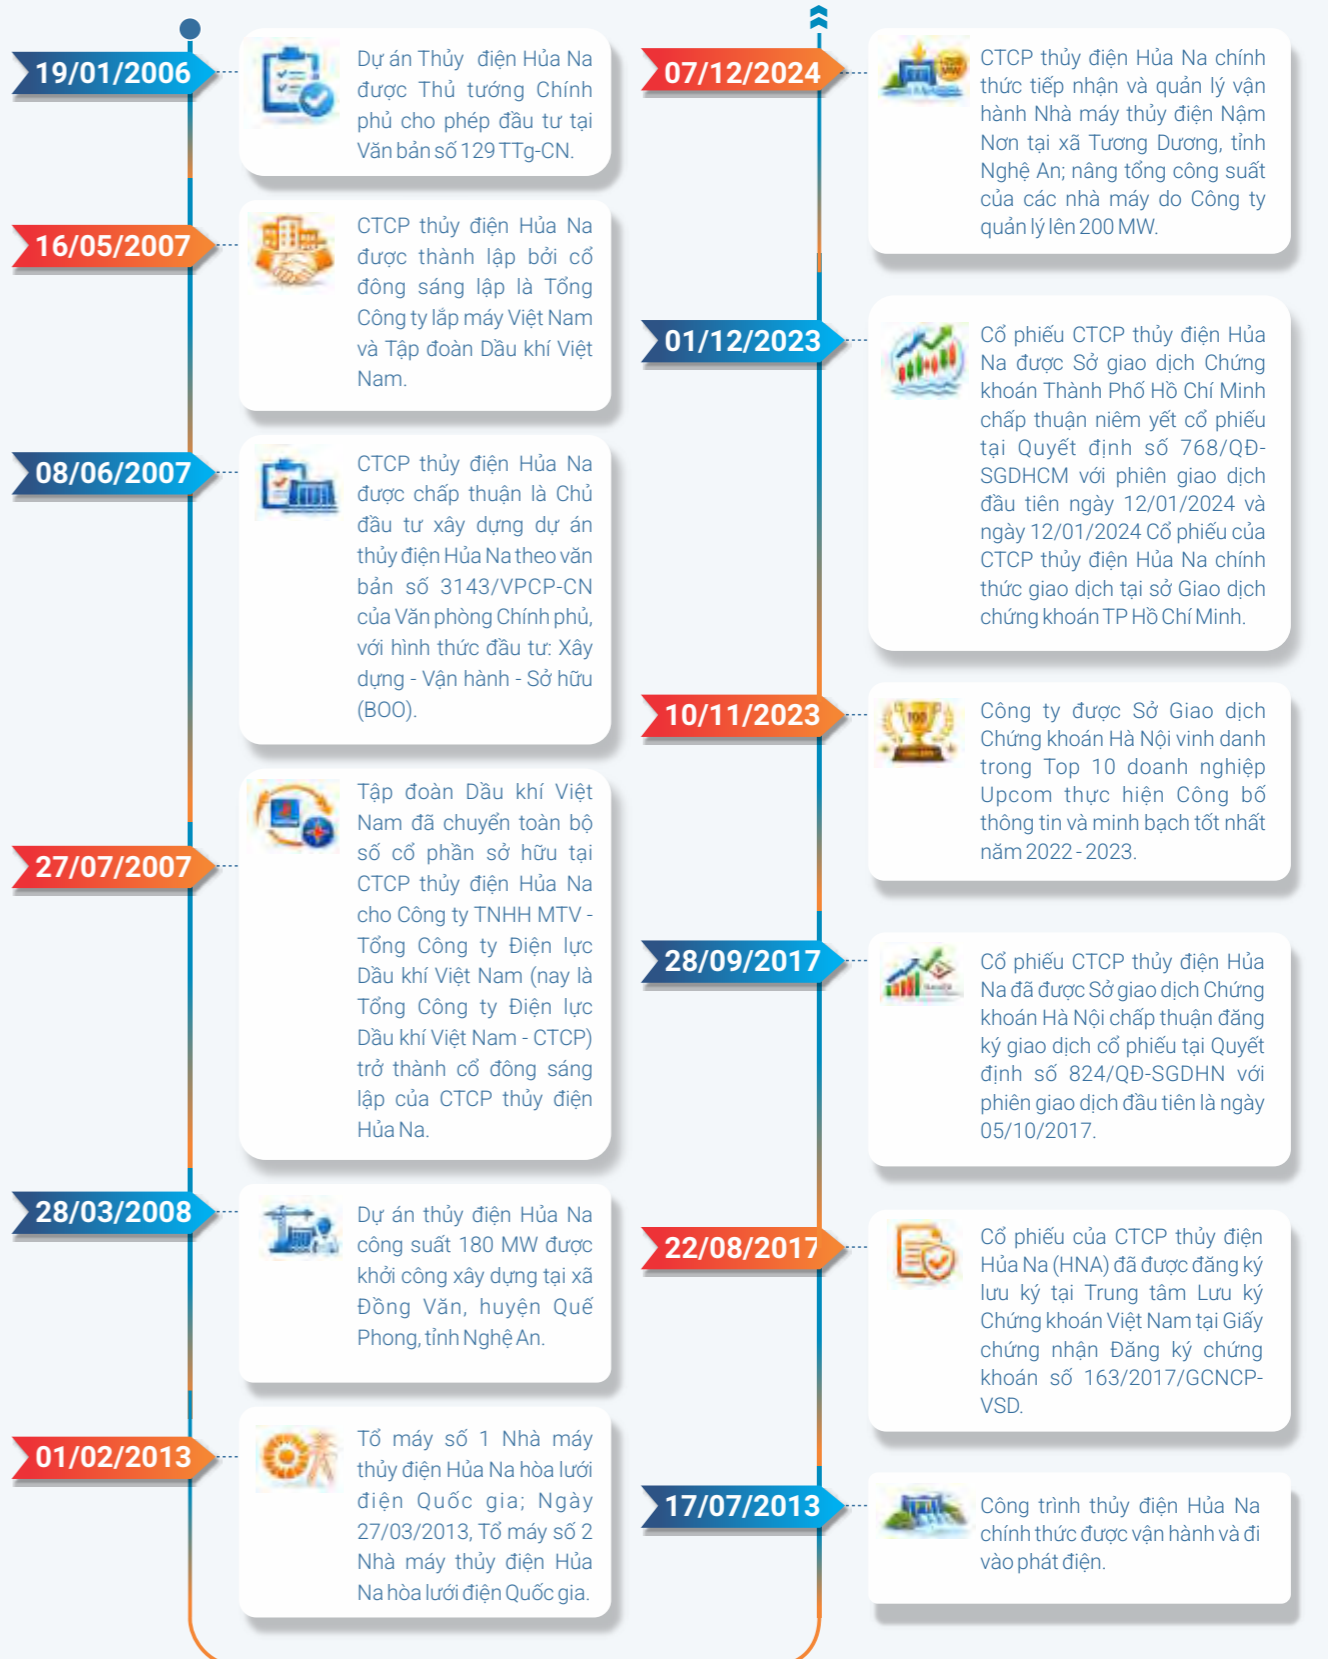 19/01/2006
Dự án Thủy điện Hủa Na
được Thủ tướng Chính
phủ cho phép đầu tư tại
Văn bản số 129 TTg-CN.
16/05/2007
CTCP thủy điện Hủa Na
được thành lập bởi cổ
đông sáng lập là Tổng
Công ty lắp máy Việt Nam
và Tập đoàn Dầu khí Việt
Nam.
08/06/2007
CTCP thủy điện Hủa Na
được chấp thuận là Chủ
đầu tư xây dựng dự án
thủy điện Hủa Na theo văn
bản số 3143/VPCP-CN
của Văn phòng Chính phủ,
với hình thức đầu tư: Xây
dựng - Vận hành - Sở hữu
(BOO).
27/07/2007
Tập đoàn Dầu khí Việt
Nam đã chuyển toàn bộ
số cổ phần sở hữu tại
CTCP thủy điện Hủa Na
cho Công ty TNHH MTV -
Tổng Công ty Điện lực
Dầu khí Việt Nam (nay là
Tổng Công ty Điện lực
Dầu khí Việt Nam - CTCP)
trở thành cổ đông sáng
lập của CTCP thủy điện
Hủa Na.
28/03/2008
Dự án thủy điện Hủa Na
công suất 180 MW được
khởi công xây dựng tại xã
Đồng Văn, huyện Quế
Phong, tỉnh Nghệ An.
01/02/2013
Tổ máy số 1 Nhà máy
thủy điện Hủa Na hòa lưới
điện Quốc gia; Ngày
27/03/2013, Tổ máy số 2
Nhà máy thủy điện Hủa
Na hòa lưới điện Quốc gia.
07/12/2024
CTCP thủy điện Hủa Na chính
thức tiếp nhận và quản lý vận
hành Nhà máy thủy điện Nậm
Nơn tại xã Tương Dương, tỉnh
Nghệ An; nâng tổng công suất
của các nhà máy do Công ty
quản lý lên 200 MW.
01/12/2023
Cổ phiếu CTCP thủy điện Hủa
Na được Sở giao dịch Chứng
khoán Thành Phố Hồ Chí Minh
chấp thuận niêm yết cổ phiếu
tại Quyết định số 768/QĐ-
SGDHCM với phiên giao dịch
đầu tiên ngày 12/01/2024 và
ngày 12/01/2024 Cổ phiếu của
CTCP thủy điện Hủa Na chính
thức giao dịch tại sở Giao dịch
chứng khoán TP Hồ Chí Minh.
10/11/2023
100
Công ty được Sở Giao dịch
Chứng khoán Hà Nội vinh danh
trong Top 10 doanh nghiệp
Upcom thực hiện Công bố
thông tin và minh bạch tốt nhất
năm 2022 - 2023.
28/09/2017
Cổ phiếu CTCP thủy điện Hủa
Na đã được Sở giao dịch Chứng
khoán Hà Nội chấp thuận đăng
ký giao dịch cổ phiếu tại Quyết
định số 824/QĐ-SGDHN với
phiên giao dịch đầu tiên là ngày
05/10/2017.
22/08/2017
Cổ phiếu của CTCP thủy điện
Hủa Na (HNA) đã được đăng ký
lưu ký tại Trung tâm Lưu ký
Chứng khoán Việt Nam tại Giấy
chứng nhận Đăng ký chứng
khoán số 163/2017/GCNCP-
VSD.
17/07/2013
Công trình thủy điện Hủa Na
chính thức được vận hành và đi
vào phát điện.